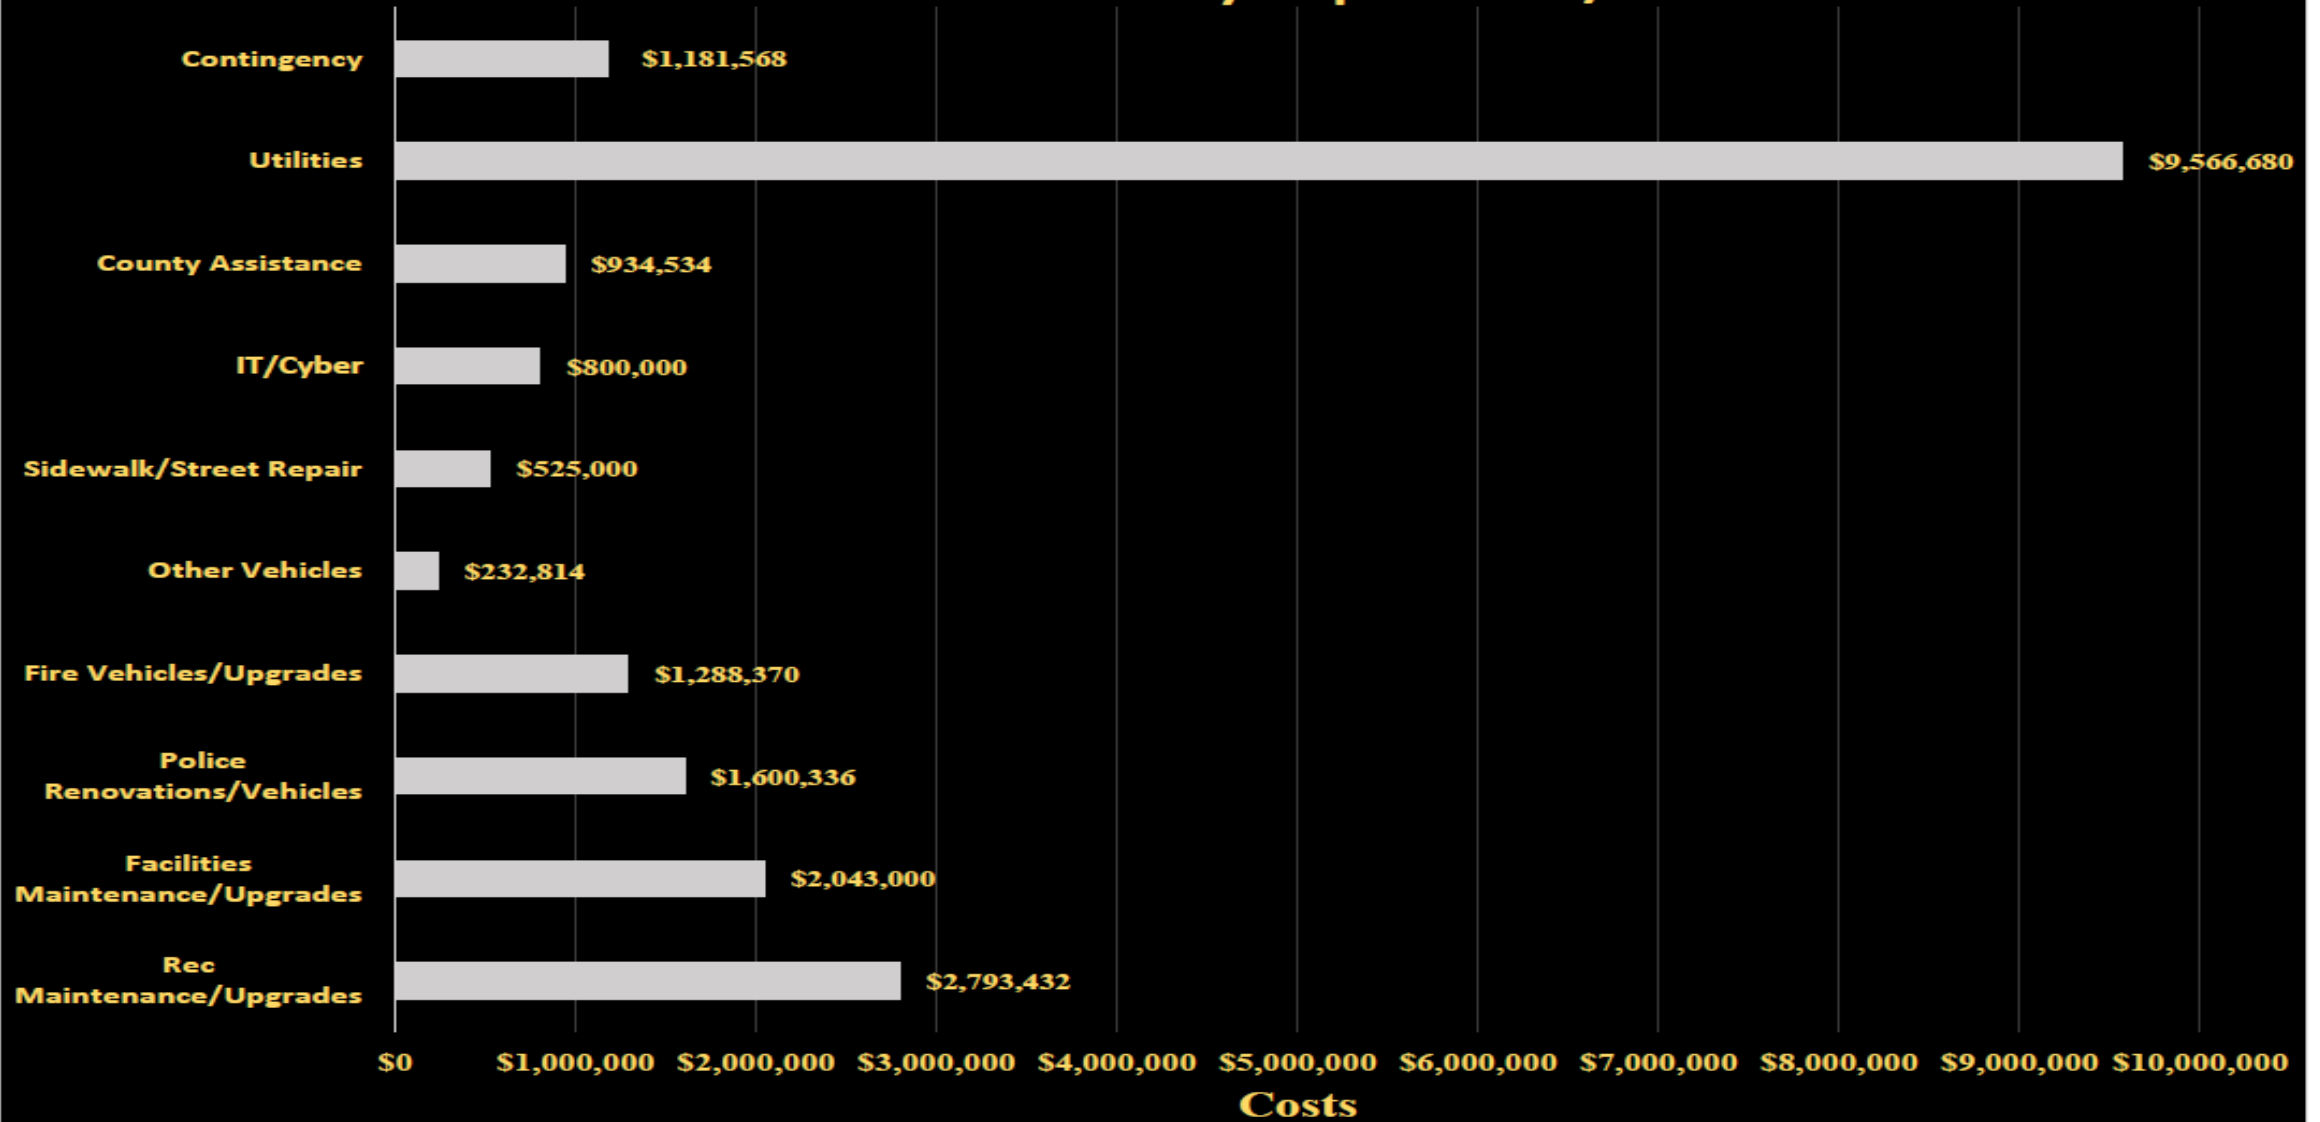 Contingency
$1,181,568
Utilities
$9,566,680
County Assistance
$934,534
IT/Cyber
$800,000
Sidewalk/Street Repair
$525,000
Other Vehicles
$232,814
Fire Vehicles/Upgrades
$1,288,370
Police
Renovations/Vehicles
$1,600,336
Facilities
Maintenance/Upgrades
$2,043,000
Rec
Maintenance/Upgrades
$2,793,432
$0 $1,000,000 $2,000,000 $3,000,000 $4,000,000 $5,000,000 $6,000,000 $7,000,000 $8,000,000 $9,000,000 $10,000,000
Costs